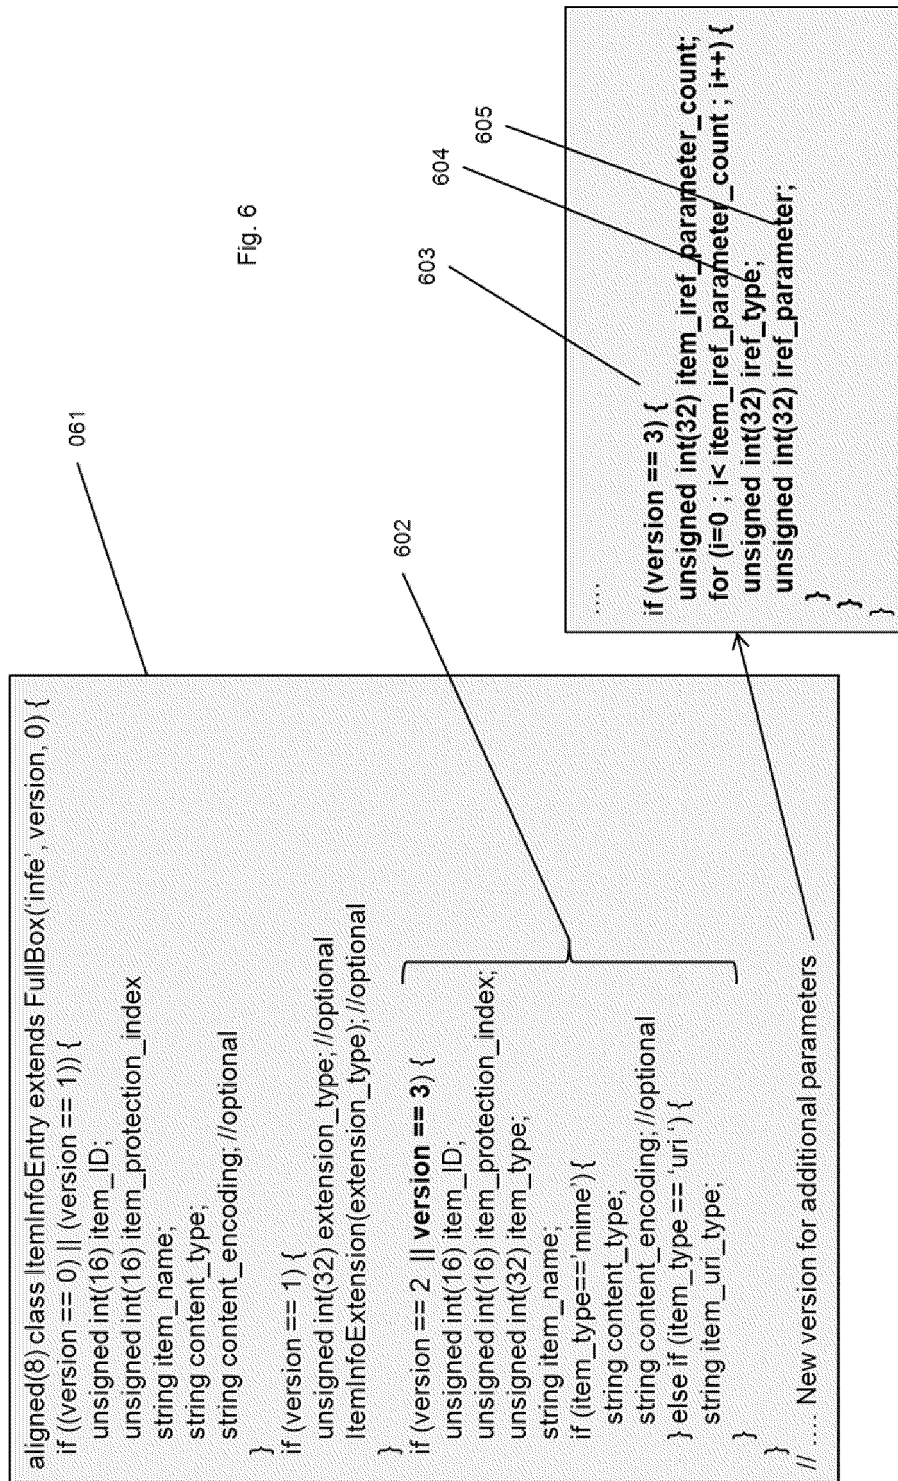 aligned(8) class ItemInfoEntry extends FullBox('infe', version, 0) {
if ((version == 0) || (version == 1)) {
unsigned int(16) item_ID;
unsigned int(16) item_protection_index
string item_name;
string content_type;
string content_encoding; //optional
}
if (version == 1) {
unsigned int(32) extension_type; //optional
ItemInfoExtension(extension_type); //optional
}
if (version == 2 || version == 3) {
unsigned int(16) item_ID;
unsigned int(16) item_protection_index;
unsigned int(32) item_type;
string item_name;
if (item_type=='mime') {
string content_type;
string content_encoding; //optional
} else if (item_type == 'uri ') {
string item_uri_type;
}
}
// .... New version for additional parameters
061
602
Fig. 6
603
604
605
....
if (version == 3) {
unsigned int(32) item_iref_parameter_count;
for (i=0 ; i< item_iref_parameter_count ; i++) {
unsigned int(32) iref_type;
unsigned int(32) iref_parameter;
}
}
}